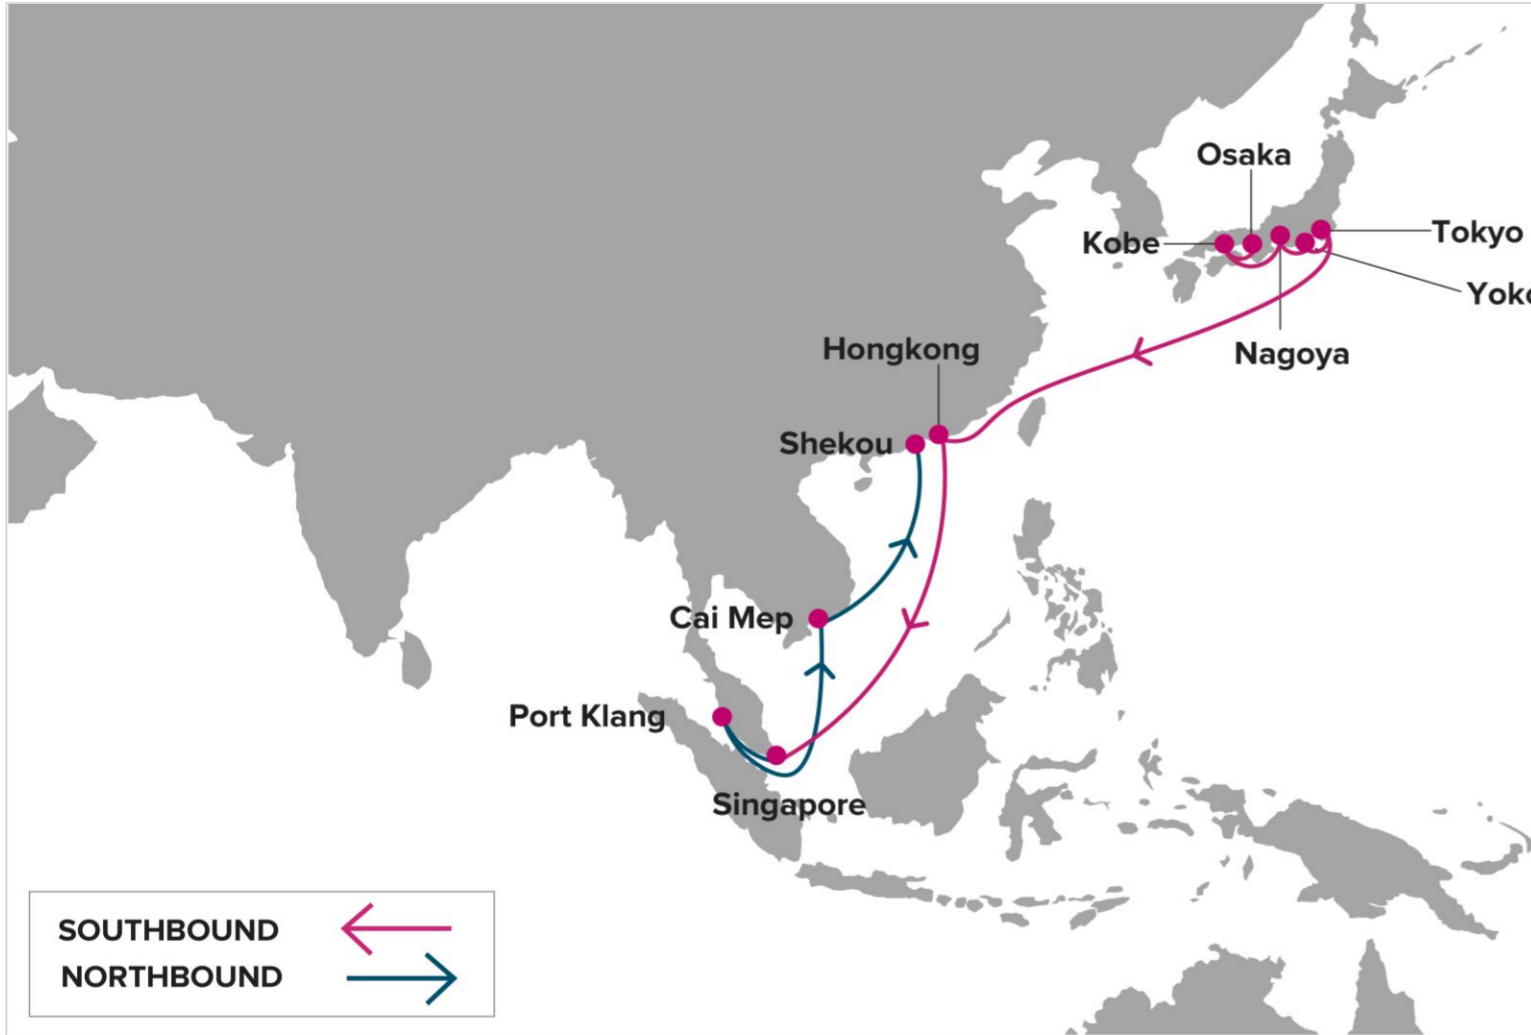 Osaka
Kobe
Tokyo
Nagoya
Hongkong
Shekou
Cai Mep
Port Klang
Singapore
SOUTHBOUND
NORTHBOUND